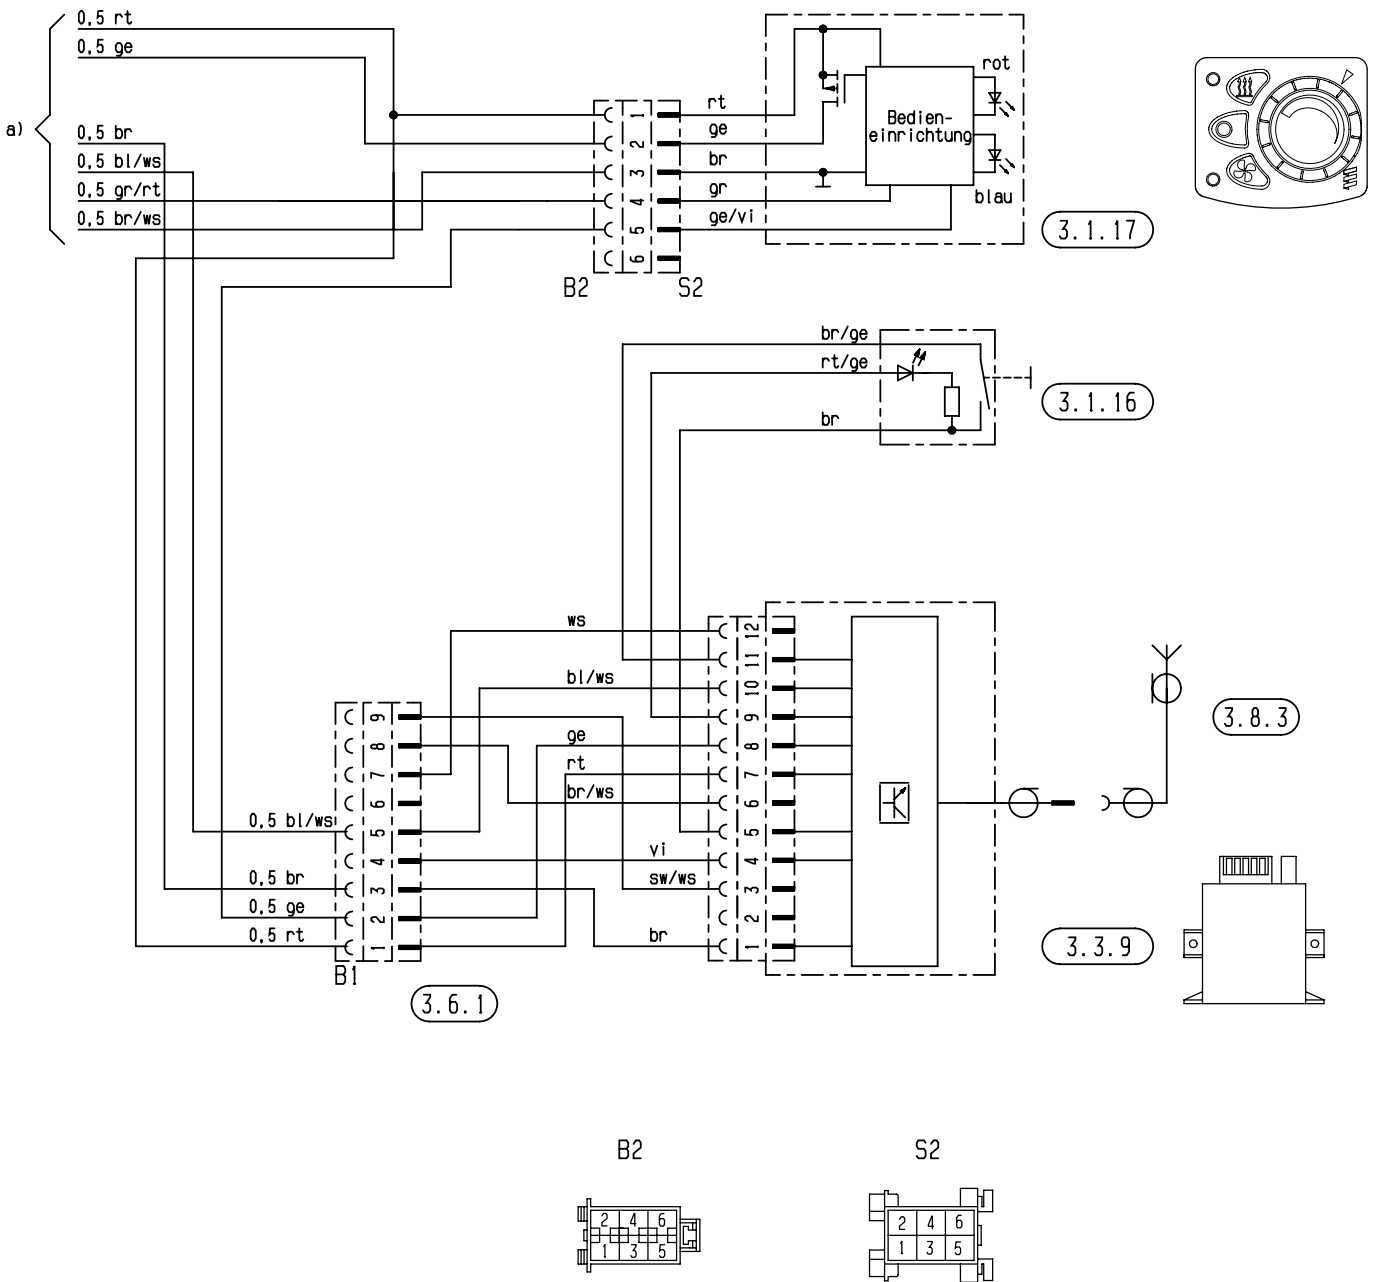 a)
0,5 rt
0,5 ge
0,5 br
0,5 bl/ws
0,5 gr/rt
0,5 br/ws
1
2
3
4
5
6
B2
S2
rt
ge
br
gr
ge/vi
Bedien-
einrichtung
rot
blau
3.1.17
br/ge
rt/ge
br
3.1.16
ws
bl/ws
ge
rt
br/ws
vi
sw/ws
br
12
11
10
9
8
7
6
5
4
3
2
1
3.8.3
3.3.9
9
8
7
6
5
4
3
2
1
0,5 bl/ws
0,5 br
0,5 ge
0,5 rt
B1
3.6.1
B2
2 4 6
1 3 5
S2
2 4 6
1 3 5